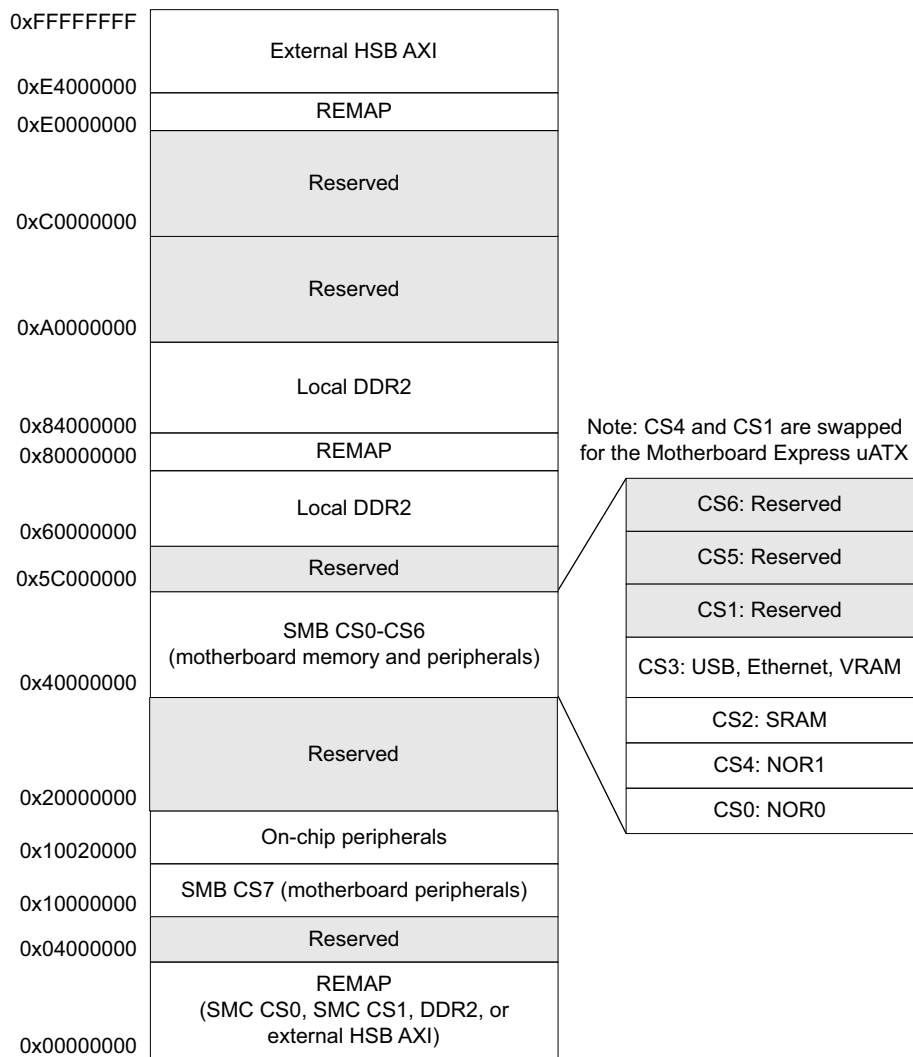 0xFFFFFFFF
External HSB AXI
0xE4000000
REMAP
0xE0000000
Reserved
0xC0000000
Reserved
0xA0000000
Local DDR2
0x84000000
REMAP
0x80000000
Local DDR2
0x60000000
Reserved
0x5C000000
SMB CS0-CS6
(motherboard memory and peripherals)
0x40000000
Reserved
0x20000000
On-chip peripherals
0x10020000
SMB CS7 (motherboard peripherals)
0x10000000
Reserved
0x04000000
REMAP
(SMC CS0, SMC CS1, DDR2, or
external HSB AXI)
0x00000000
Note: CS4 and CS1 are swapped
for the Motherboard Express uATX
CS6: Reserved
CS5: Reserved
CS1: Reserved
CS3: USB, Ethernet, VRAM
CS2: SRAM
CS4: NOR1
CS0: NOR0